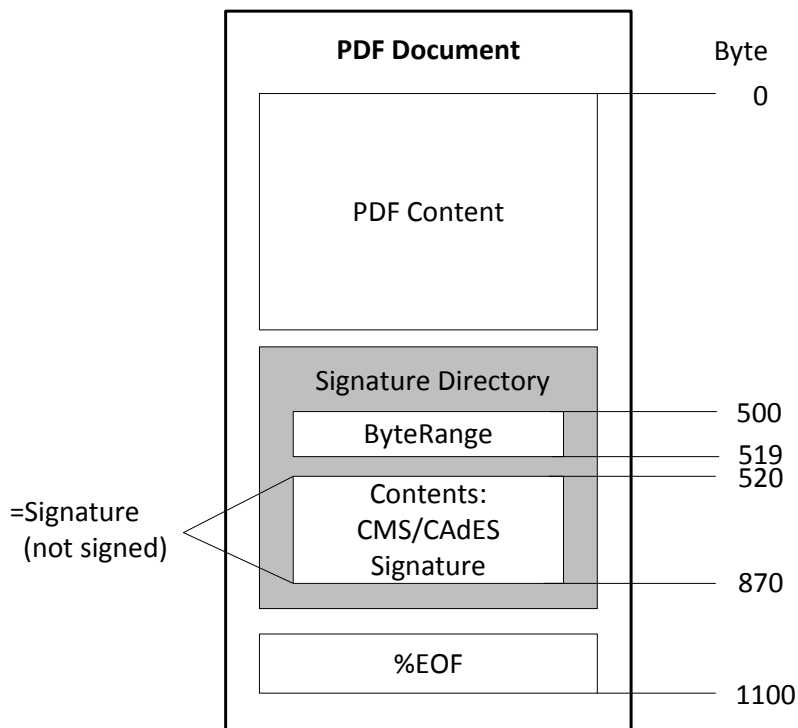 PDF Document
Byte
0
PDF Content
Signature Directory
500
ByteRange
519
520
Contents:
CMS/CAdES
Signature
=Signature
(not signed)
870
%EOF
1100